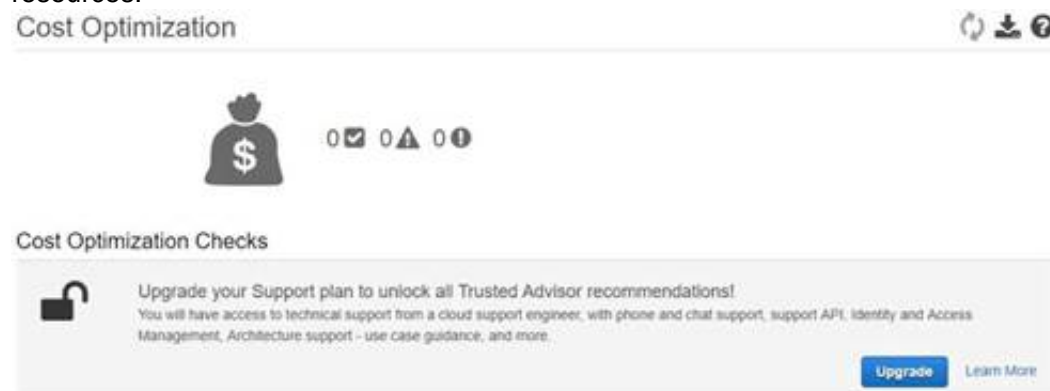 resources.
Cost Optimization
0 0 0
$
Cost Optimization Checks
Upgrade your Support plan to unlock all Trusted Advisor recommendations!
You will have access to technical support from a cloud support engineer, with phone and chat support, support API, Identity and Access
Management, Architecture support - use case guidance, and more.
Upgrade Learn More